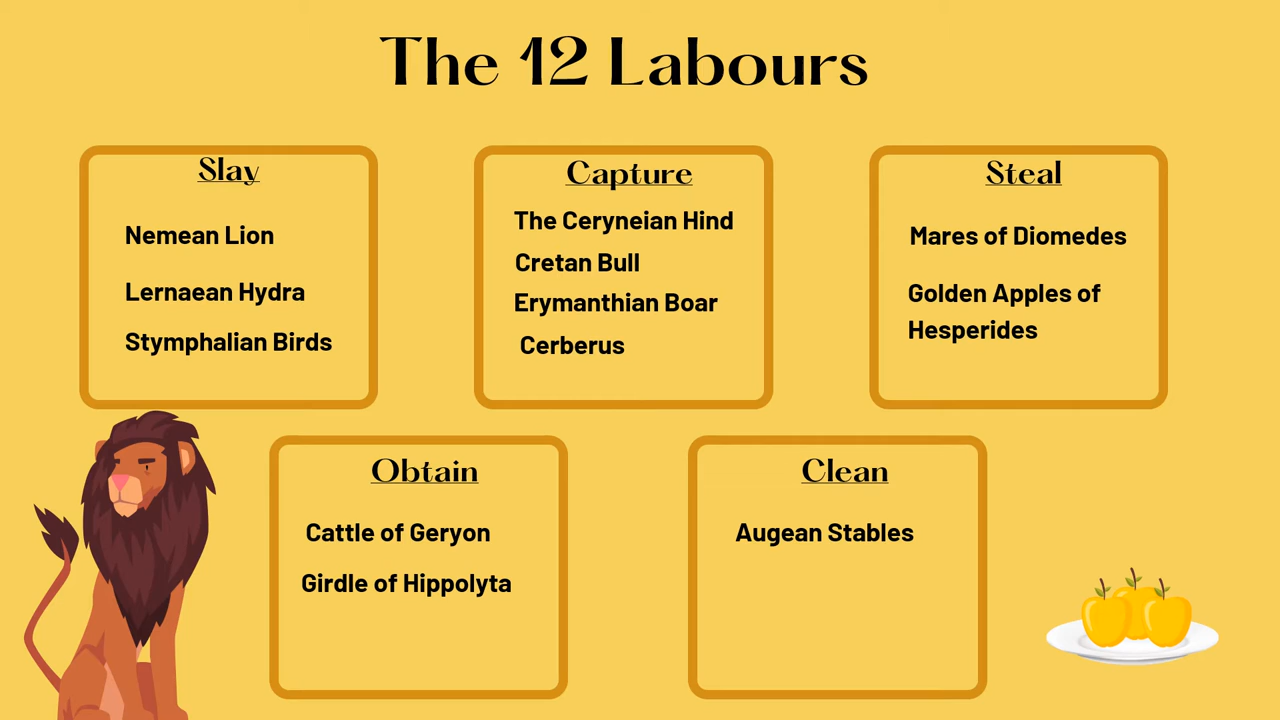 The 12 Labours
Slay
Nemean Lion
Lernaean Hydra
Stymphalian Birds
Capture
The Ceryneian Hind
Cretan Bull
Erymanthian Boar
Cerberus
Steal
Mares of Diomedes
Golden Apples of
Hesperides
Obtain
Cattle of Geryon
Girdle of Hippolyta
Clean
Augean Stables